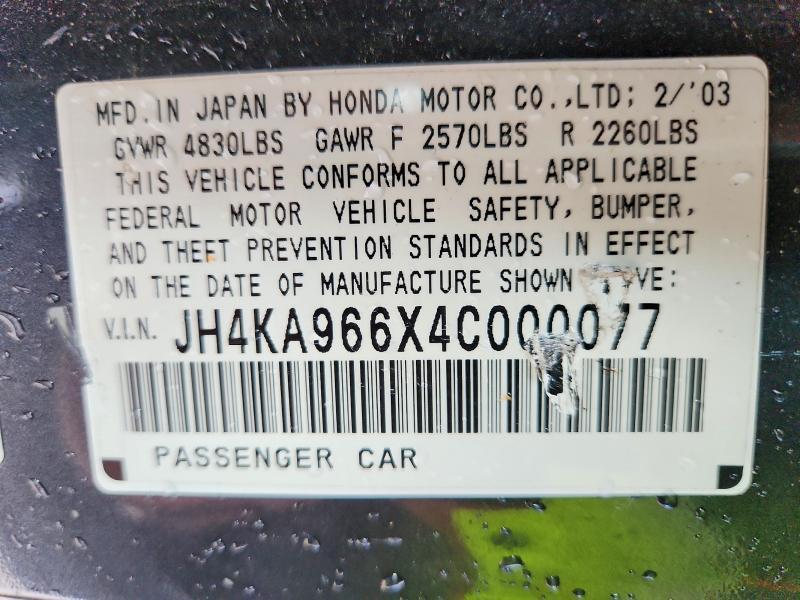 MFD. IN JAPAN BY HONDA MOTOR CO.,LTD; 2/'03
GVWR 4830LBS GAWR F 2570LBS R 2260LBS
THIS VEHICLE CONFORMS TO ALL APPLICABLE
FEDERAL MOTOR VEHICLE SAFETY, BUMPER,
AND THEFT PREVENTION STANDARDS IN EFFECT
ON THE DATE OF MANUFACTURE SHOWN
V.I.N. JH4KA966X4C000077
PASSENGER CAR